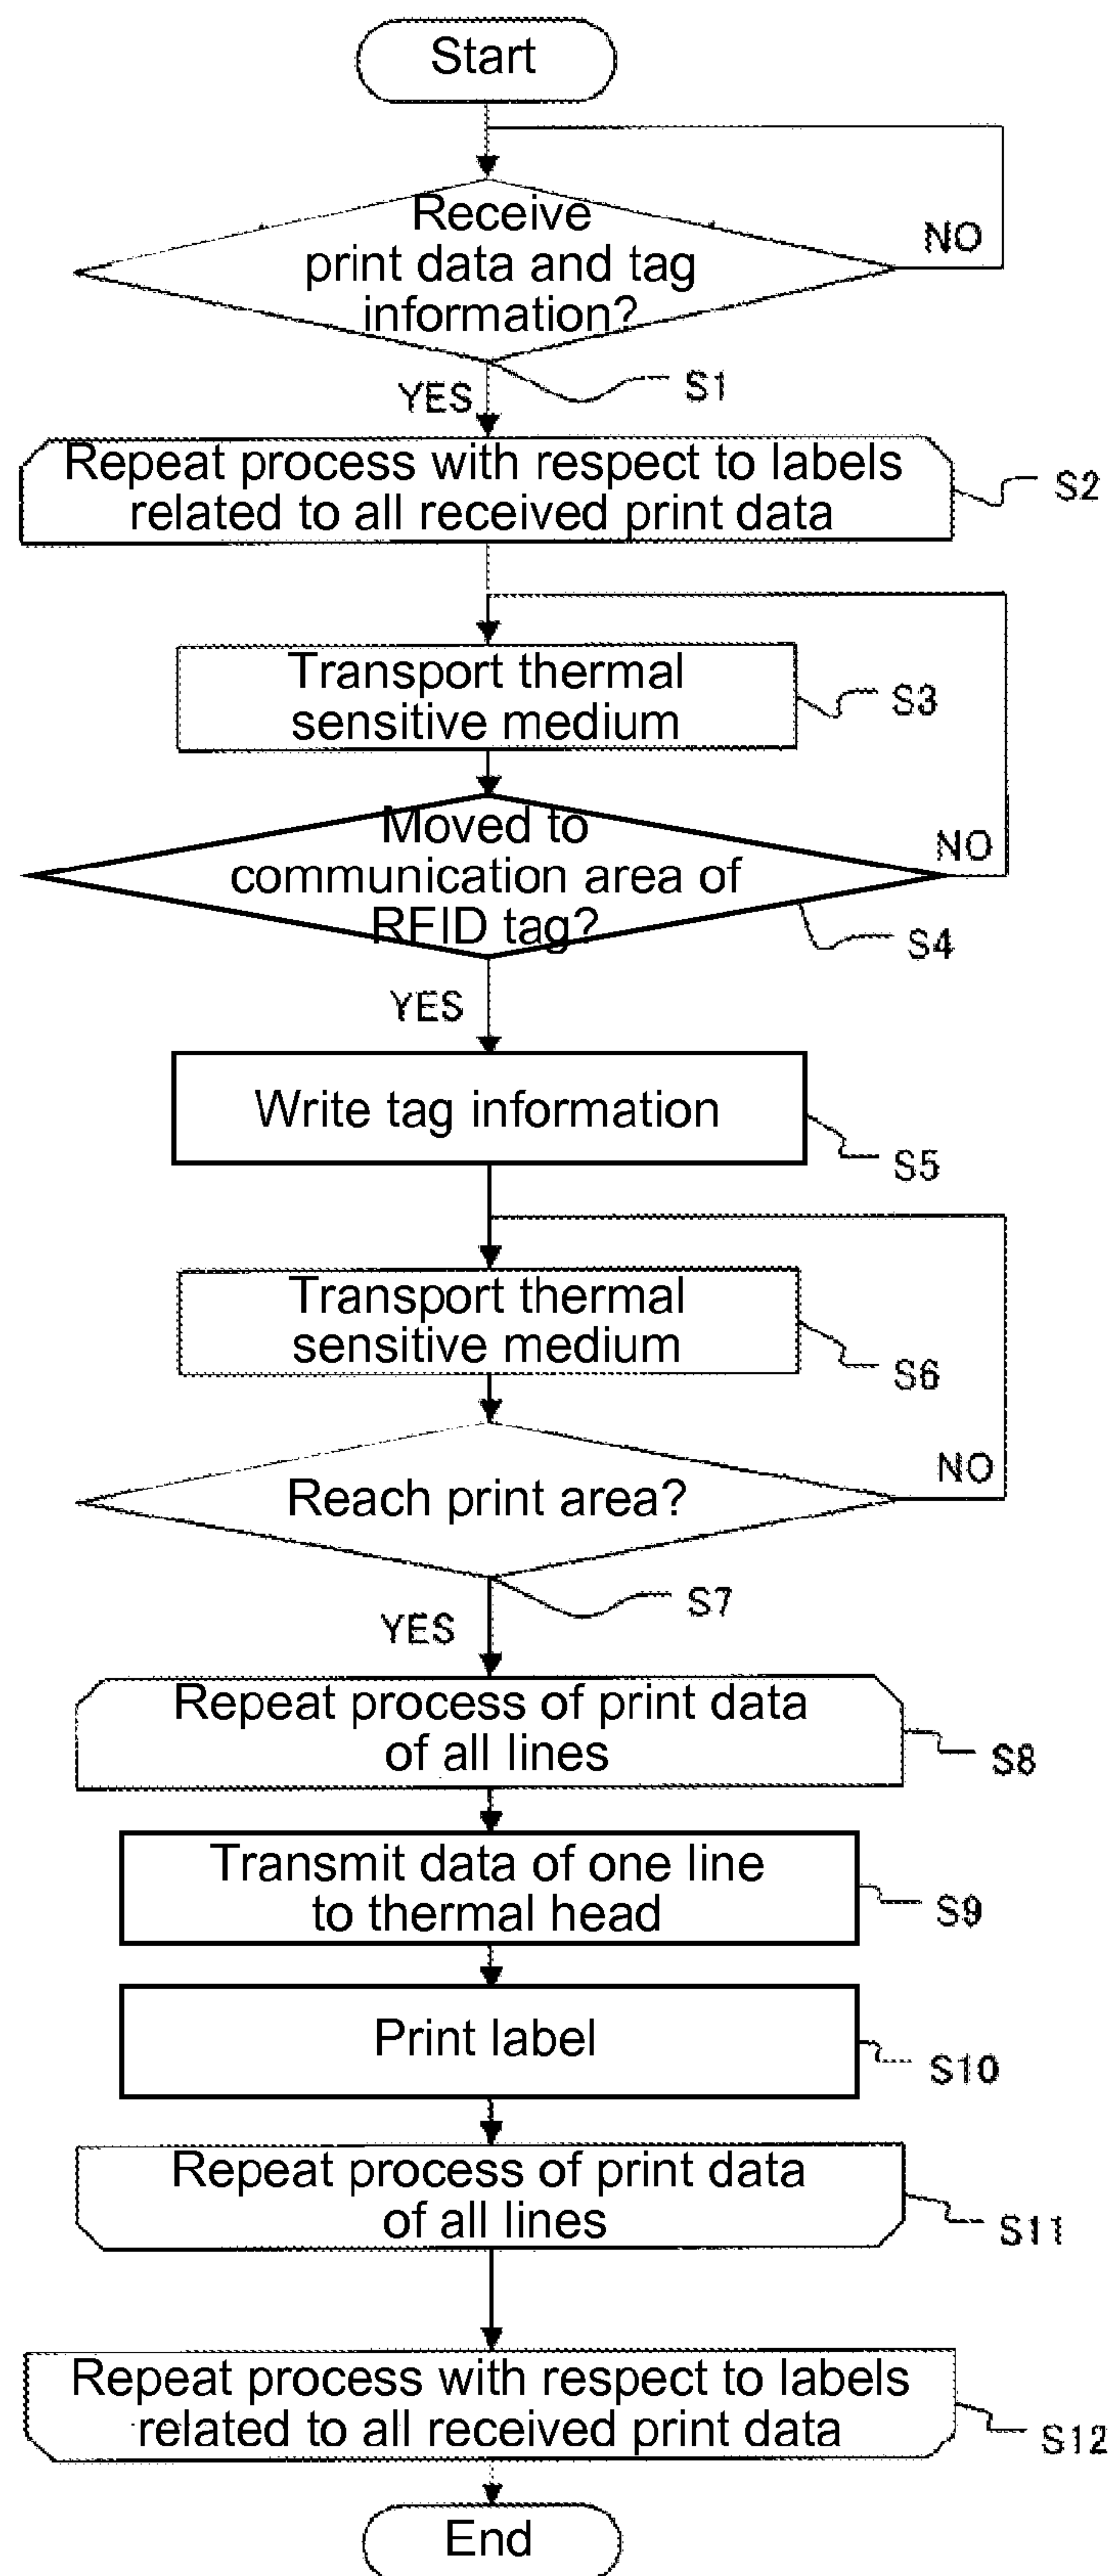 Start
Receive
print data and tag
information?
NO
YES
S1
Repeat process with respect to labels
related to all received print data
S2
Transport thermal
sensitive medium
S3
Moved to
communication area of
RFID tag?
NO
S4
YES
Write tag information
S5
Transport thermal
sensitive medium
S6
Reach print area?
NO
S7
YES
Repeat process of print data
of all lines
S8
Transmit data of one line
to thermal head
S9
Print label
S10
Repeat process of print data
of all lines
S11
Repeat process with respect to labels
related to all received print data
S12
End